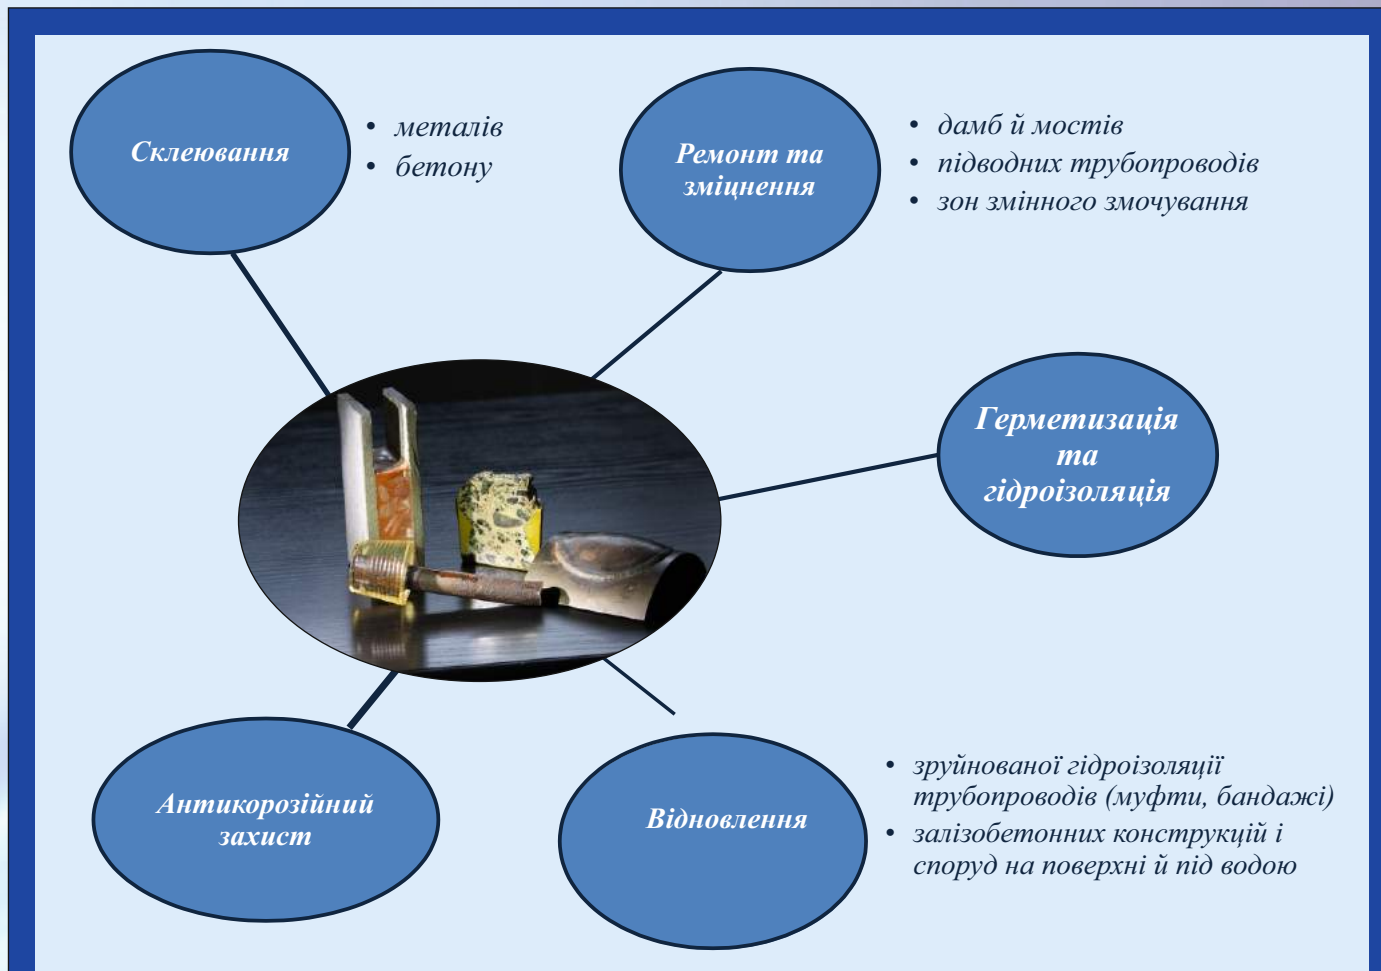 Склеювання
• металів
• бетону
Ремонт та
зміцнення
• дамб й мостів
• підводних трубопроводів
• зон змінного змочування
Герметизація
та
гідроізоляція
Антикорозійний
захист
Відновлення
• зруйнованої гідроізоляції
трубопроводів (муфти, бандажі)
• залізобетонних конструкцій і
споруд на поверхні й під водою